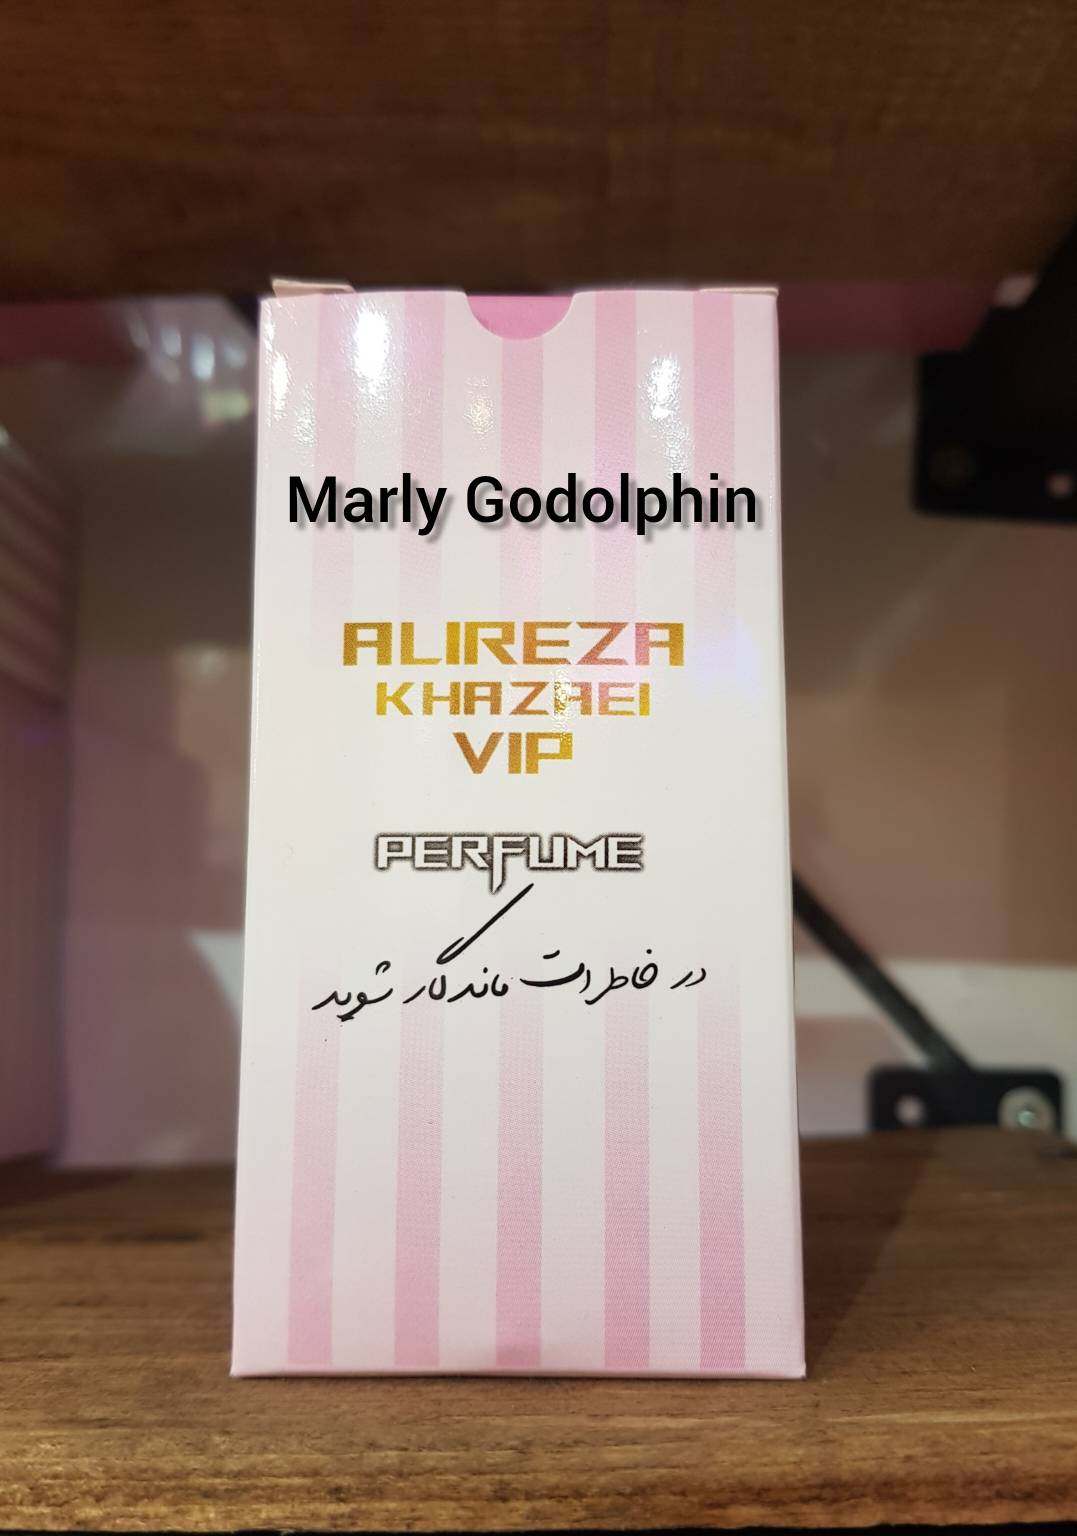 Marly Godolphin
ALIREZA
KHAZAEI
VIP
PERFUME
در خاطرات ماندگار شوید